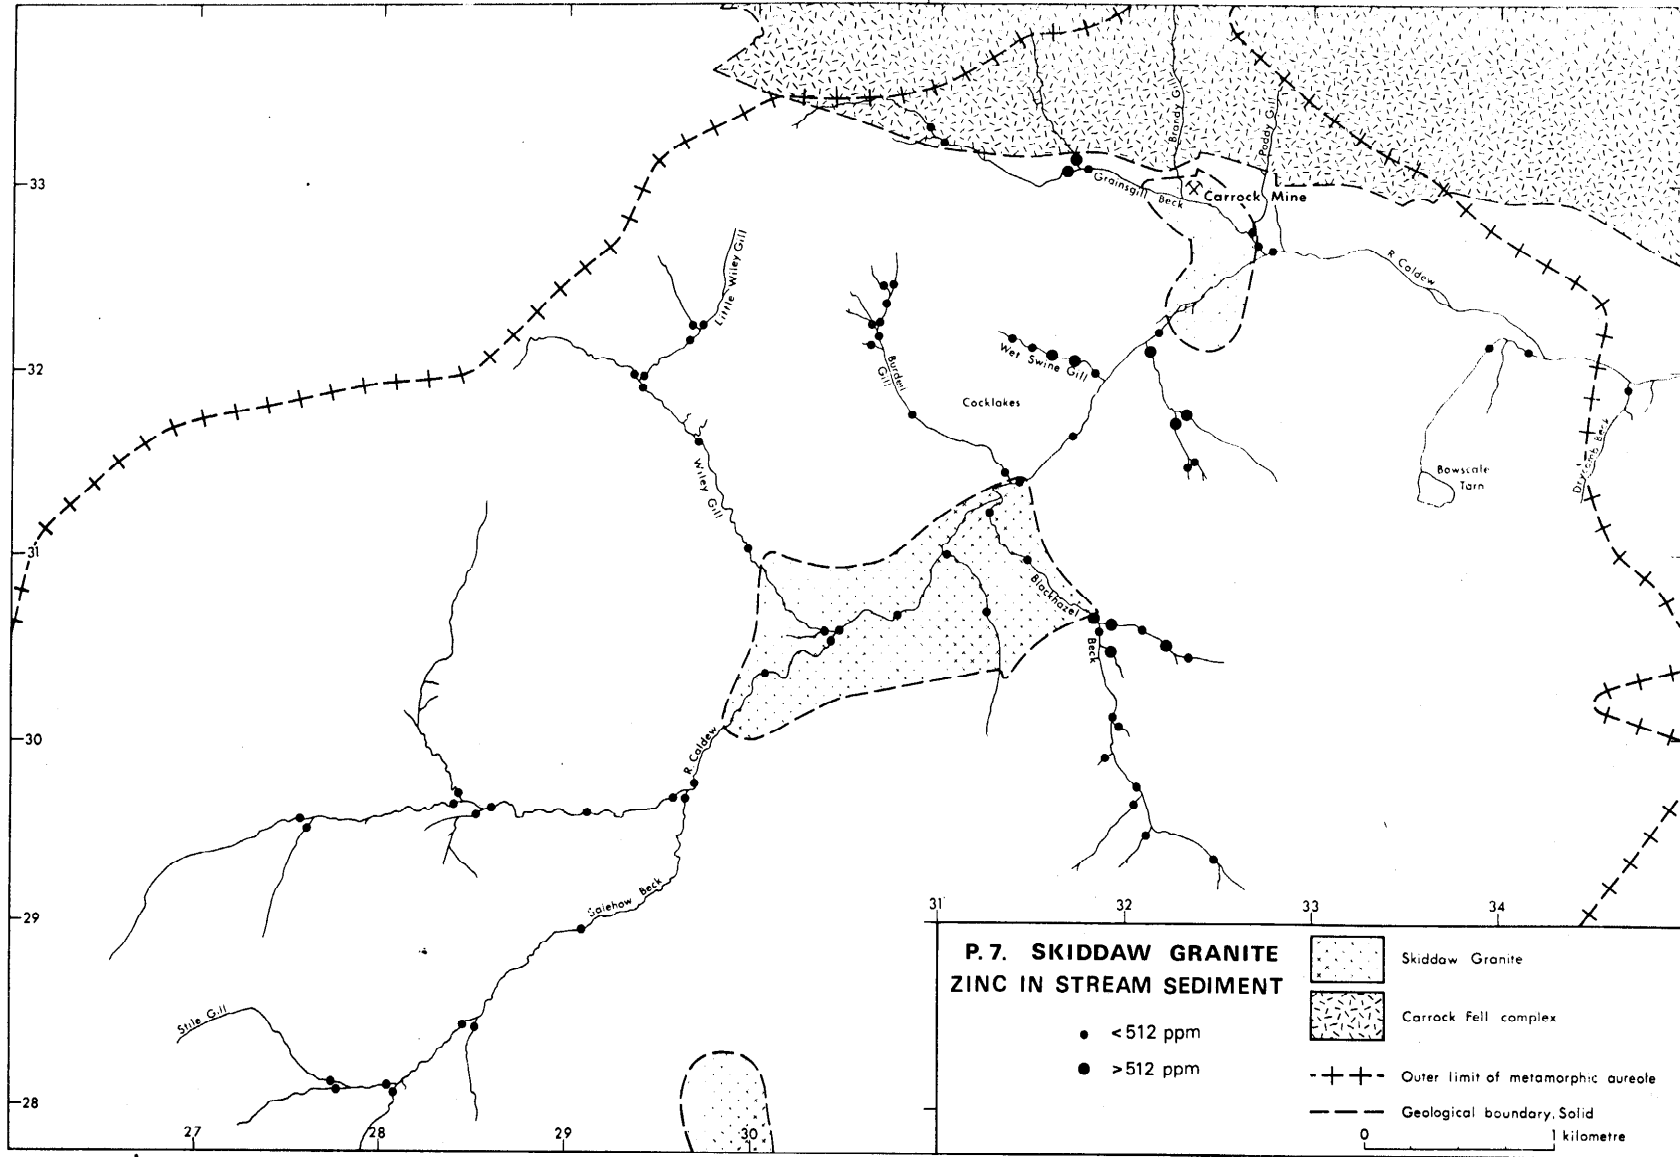 Brandy Gill
Poddy Gill
33
Grainsgill Beck
Carrock Mine
Little Wiley Gill
R Caldew
32
Burdell Gill
Wet Swine Gill
Cocklakes
Wiley Gill
Bowscale
Tarn
Drycomb Beck
31
Blackhazel
Beck
30
R. Caldew
Salehow Beck
29
31
32
33
34
Stile Gill
28
27
28
29
30
P.7. SKIDDAW GRANITE
ZINC IN STREAM SEDIMENT
<512 ppm
>512 ppm
Skiddaw Granite
Carrock Fell complex
Outer limit of metamorphic aureole
Geological boundary, Solid
0 1 kilometre